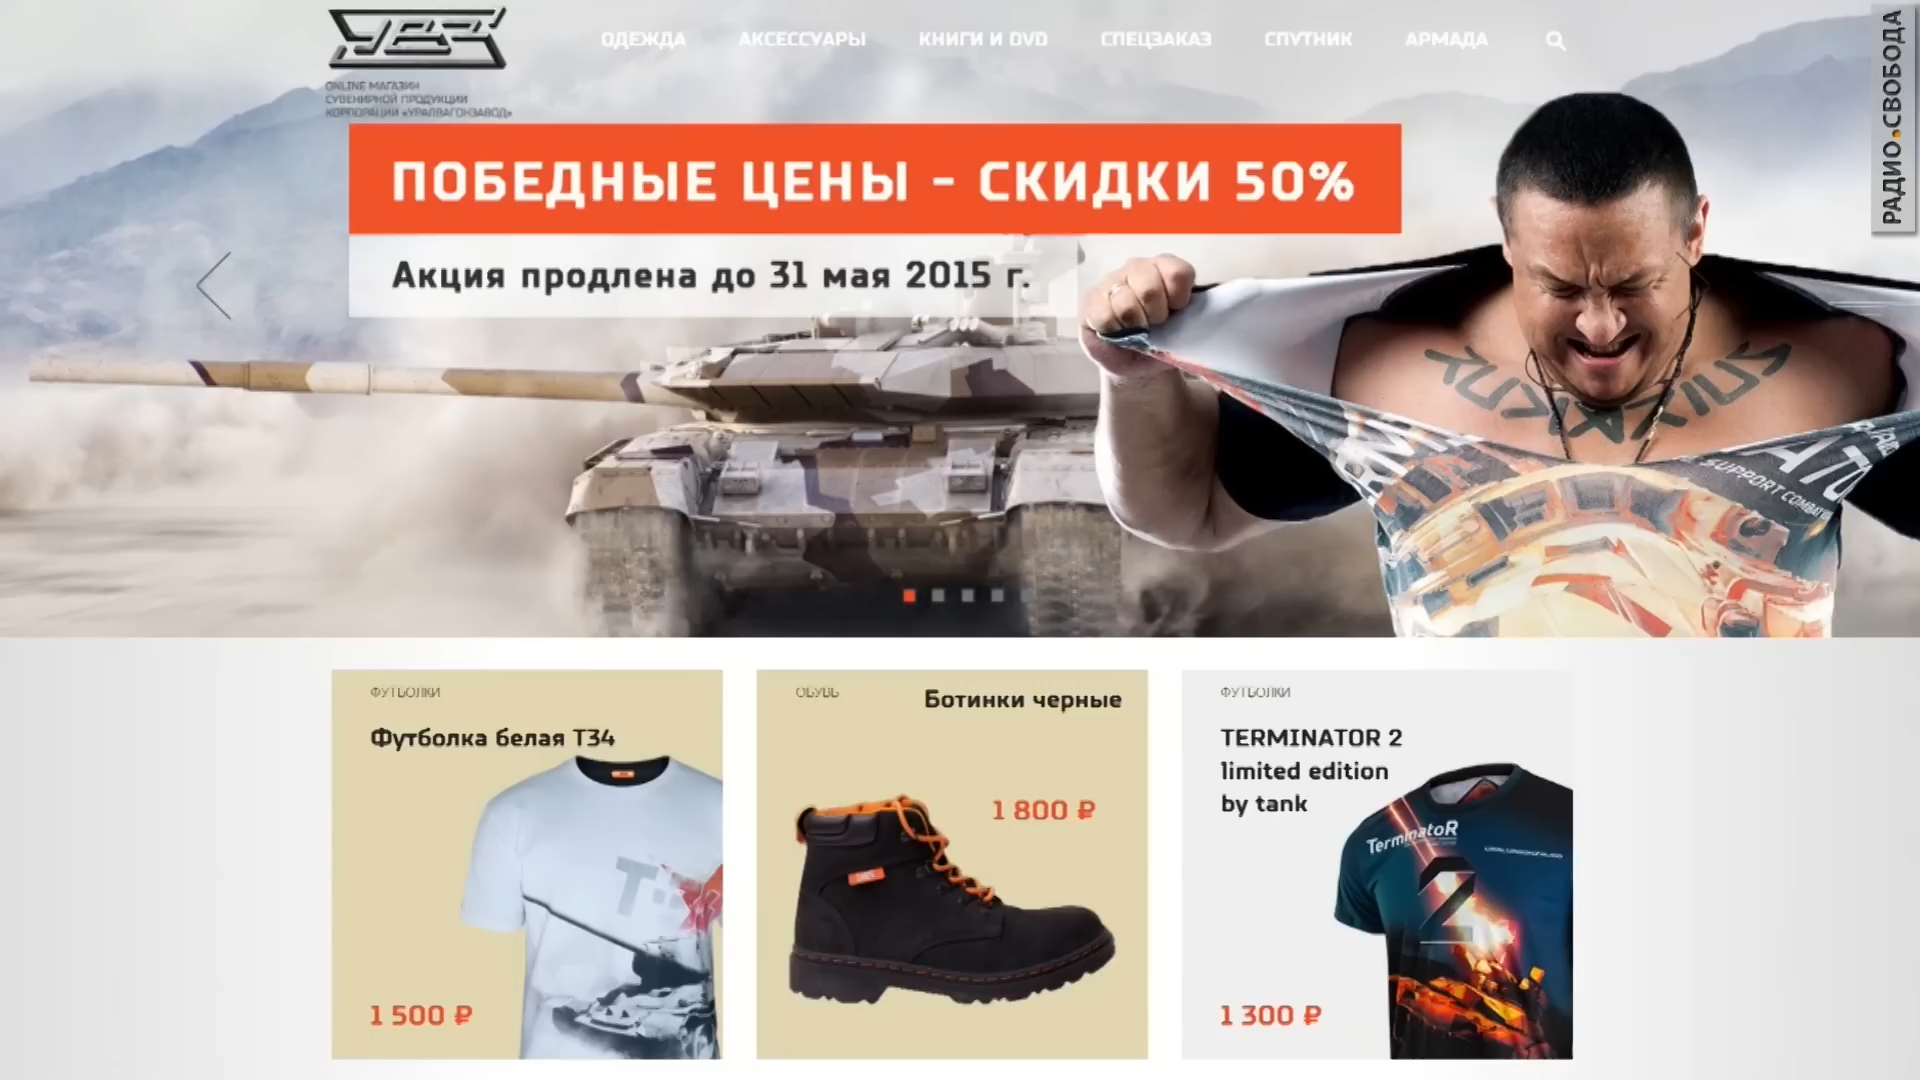 УВЗ
ONLINE МАГАЗИН
СУВЕНИРНОЙ ПРОДУКЦИИ
КОРПОРАЦИИ «УРАЛВАГОНЗАВОД»
ОДЕЖДА
АКСЕССУАРЫ
КНИГИ И DVD
СПЕЦЗАКАЗ
СПУТНИК
АРМАДА
РАДИО СВОБОДА
ПОБЕДНЫЕ ЦЕНЫ - СКИДКИ 50%
Акция продлена до 31 мая 2015 г.
SUPPORT COMBAT
ФУТБОЛКИ
Футболка белая Т34
1 500 ₽
ОБУВЬ
Ботинки черные
1 800 ₽
ФУТБОЛКИ
TERMINATOR 2
limited edition
by tank
TerminatoR
2
1 300 ₽